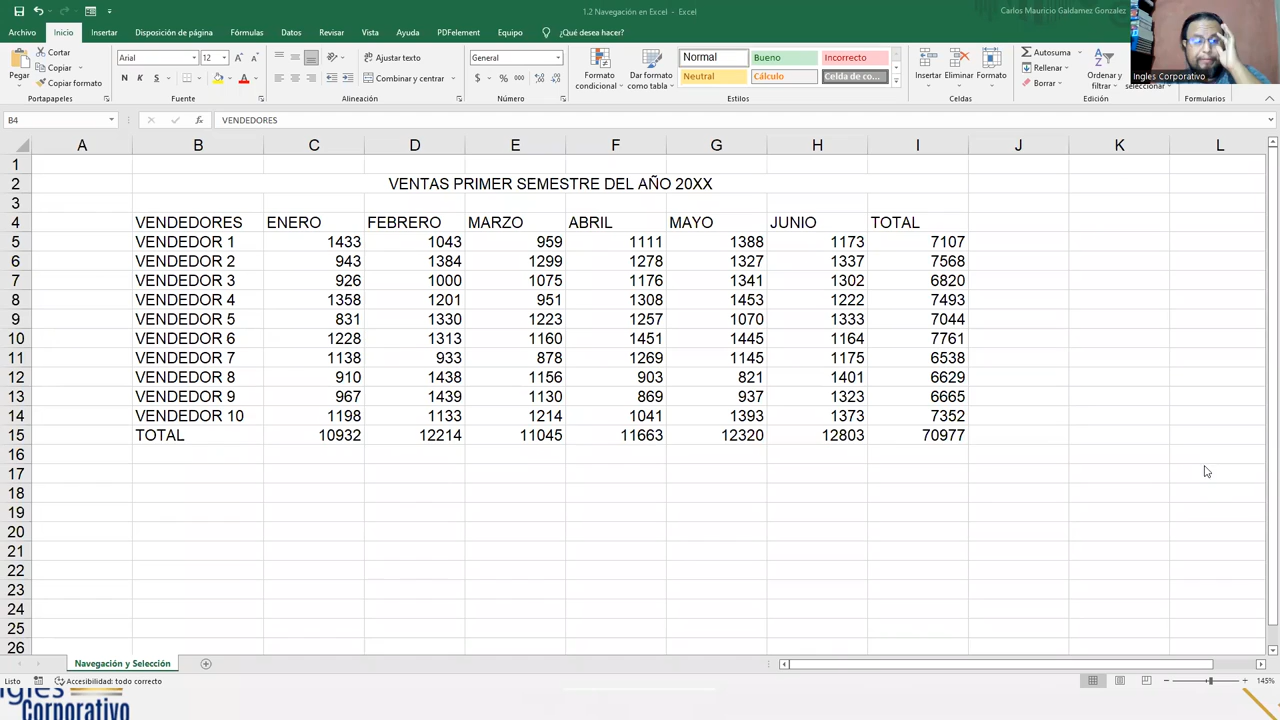 1.2 Navegación en Excel - Excel
Carlos Mauricio Galdamez Gonzalez
Archivo Inicio Insertar Disposición de página Fórmulas Datos Revisar Vista Ayuda PDFelement Equipo ¿Qué desea hacer?
Pegar
Cortar
Copiar
Copiar formato
Portapapeles
Arial 12
N K S
Fuente
Ajustar texto
Combinar y centrar
Alineación
General
$ % 000
Número
Formato condicional
Dar formato como tabla
Normal Bueno Incorrecto
Neutral Cálculo Celda de co...
Estilos
Insertar Eliminar Formato
Celdas
Autosuma
Rellenar
Borrar
Ordenar y filtrar
seleccionar
Edición
Formularios
Ingles Corporativo
B4 fx VENDEDORES
A B C D E F G H I J K L
1
2 VENTAS PRIMER SEMESTRE DEL AÑO 20XX
3
4 VENDEDORES ENERO FEBRERO MARZO ABRIL MAYO JUNIO TOTAL
5 VENDEDOR 1 1433 1043 959 1111 1388 1173 7107
6 VENDEDOR 2 943 1384 1299 1278 1327 1337 7568
7 VENDEDOR 3 926 1000 1075 1176 1341 1302 6820
8 VENDEDOR 4 1358 1201 951 1308 1453 1222 7493
9 VENDEDOR 5 831 1330 1223 1257 1070 1333 7044
10 VENDEDOR 6 1228 1313 1160 1451 1445 1164 7761
11 VENDEDOR 7 1138 933 878 1269 1145 1175 6538
12 VENDEDOR 8 910 1438 1156 903 821 1401 6629
13 VENDEDOR 9 967 1439 1130 869 937 1323 6665
14 VENDEDOR 10 1198 1133 1214 1041 1393 1373 7352
15 TOTAL 10932 12214 11045 11663 12320 12803 70977
16
17
18
19
20
21
22
23
24
25
26
Navegación y Selección
Listo Accesibilidad: todo correcto 145%
Ingles
Corporativo